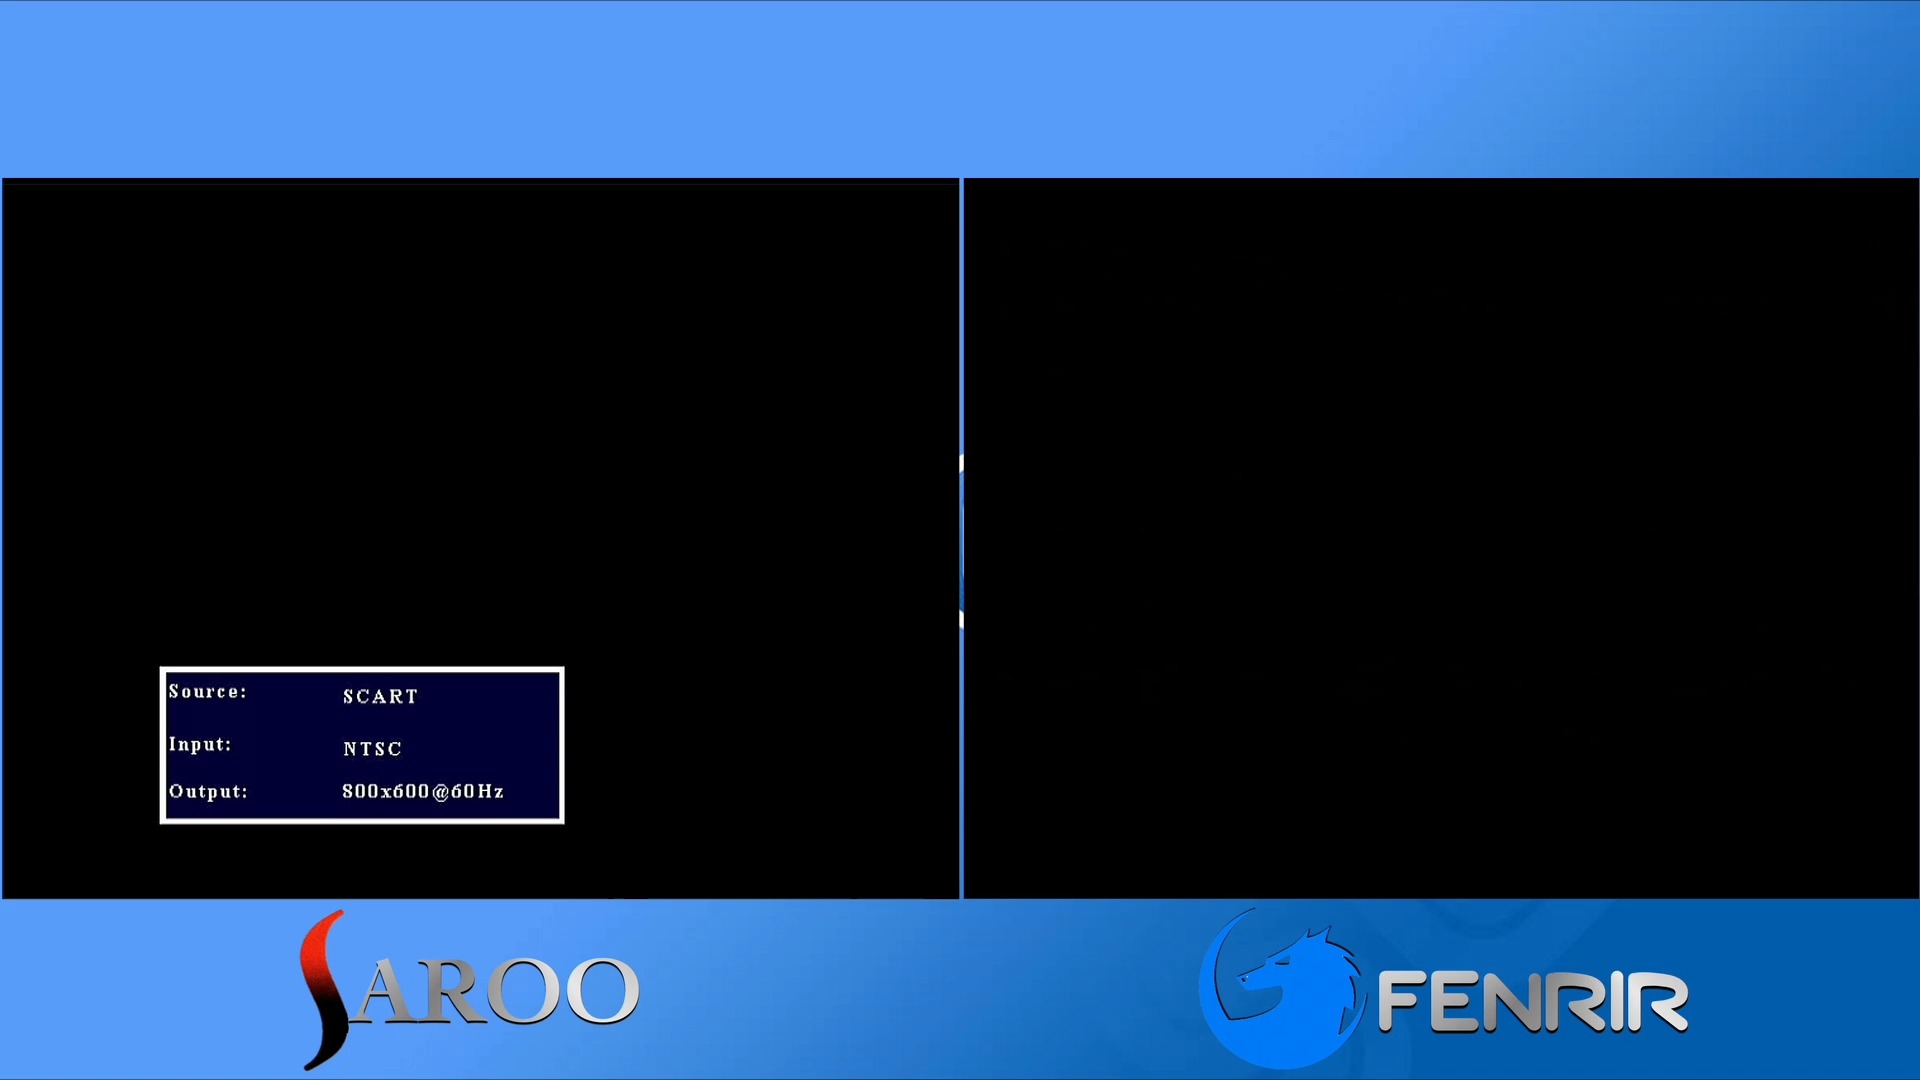 Source: SCART
Input: NTSC
Output: 800x600@60Hz
SAROO
FENRIR